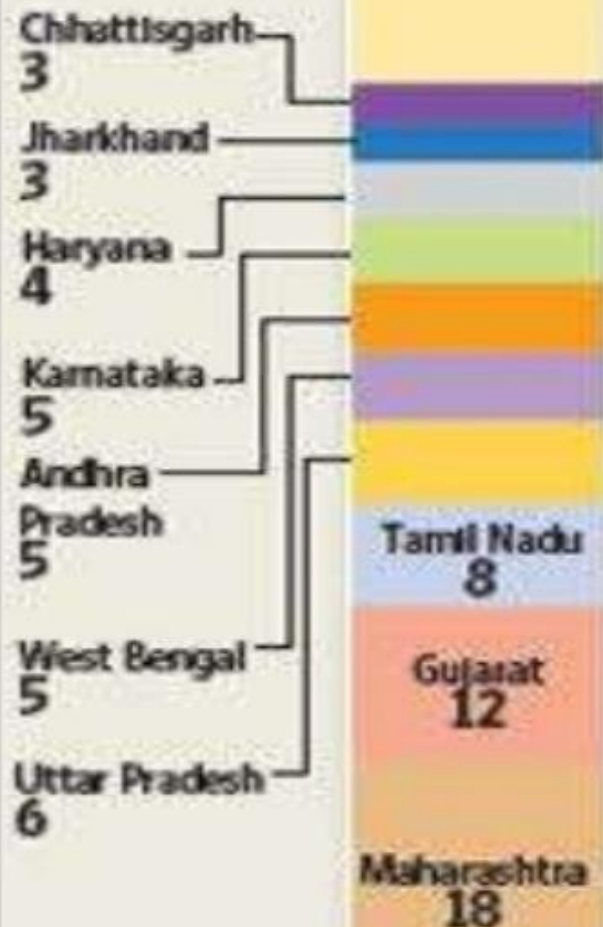 Chhattisgarh
3
Jharkhand
3
Haryana
4
Karnataka
5
Andhra
Pradesh
5
West Bengal
5
Uttar Pradesh
6
Tamil Nadu
8
Gujarat
12
Maharashtra
18